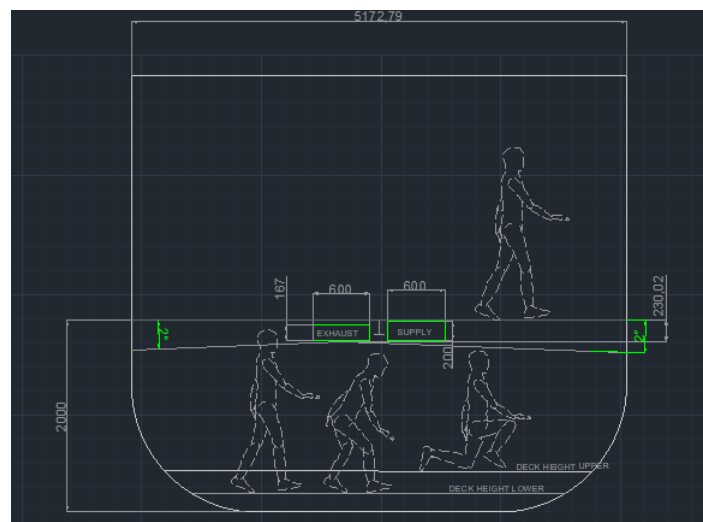 5172,79
600
600
167
230,02
EXHAUST
SUPPLY
2°
2°
200
2000
DECK HEIGHT UPPER
DECK HEIGHT LOWER